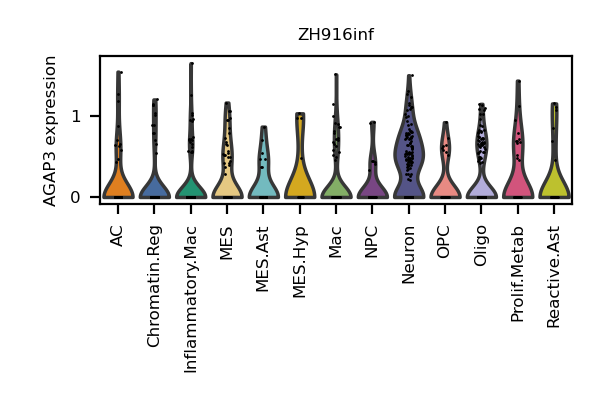 ZH916inf
AGAP3 expression
1
0
AC
Chromatin.Reg
Inflammatory.Mac
MES
MES.Ast
MES.Hyp
Mac
NPC
Neuron
OPC
Oligo
Prolif.Metab
Reactive.Ast